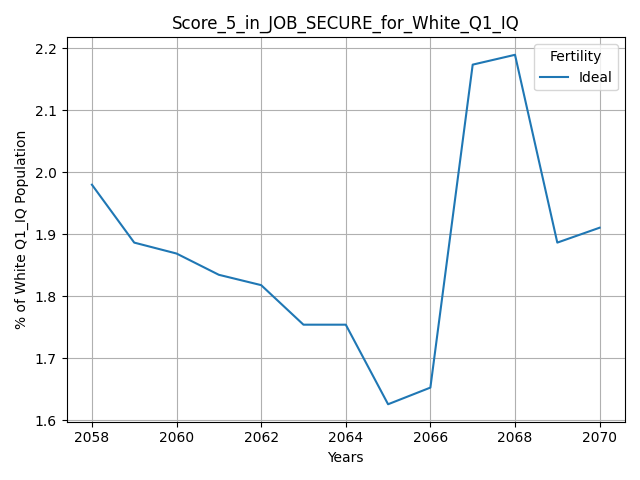 Score_5_in_JOB_SECURE_for_White_Q1_IQ
Fertility
Ideal
% of White Q1_IQ Population
2.2
2.1
2.0
1.9
1.8
1.7
1.6
2058 2060 2062 2064 2066 2068 2070
Years